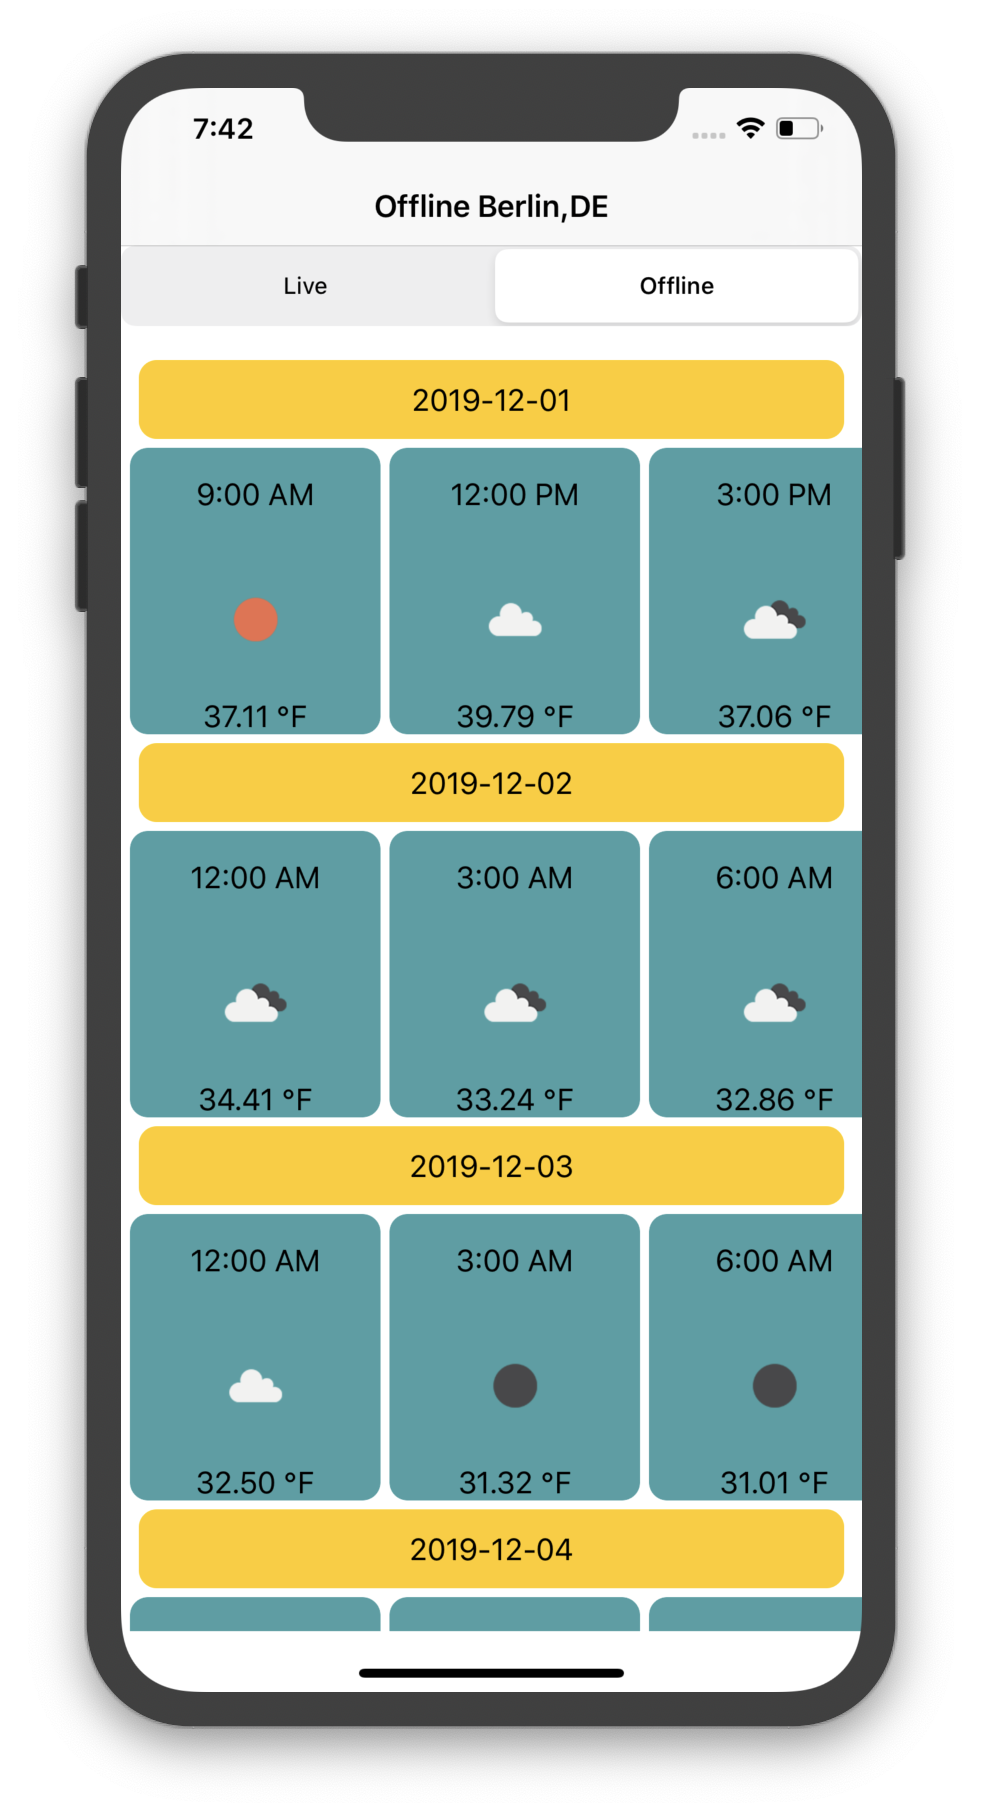 7:42
Offline Berlin,DE
Live Offline
2019-12-01
9:00 AM 12:00 PM 3:00 PM
37.11 °F 39.79 °F 37.06 °F
2019-12-02
12:00 AM 3:00 AM 6:00 AM
34.41 °F 33.24 °F 32.86 °F
2019-12-03
12:00 AM 3:00 AM 6:00 AM
32.50 °F 31.32 °F 31.01 °F
2019-12-04